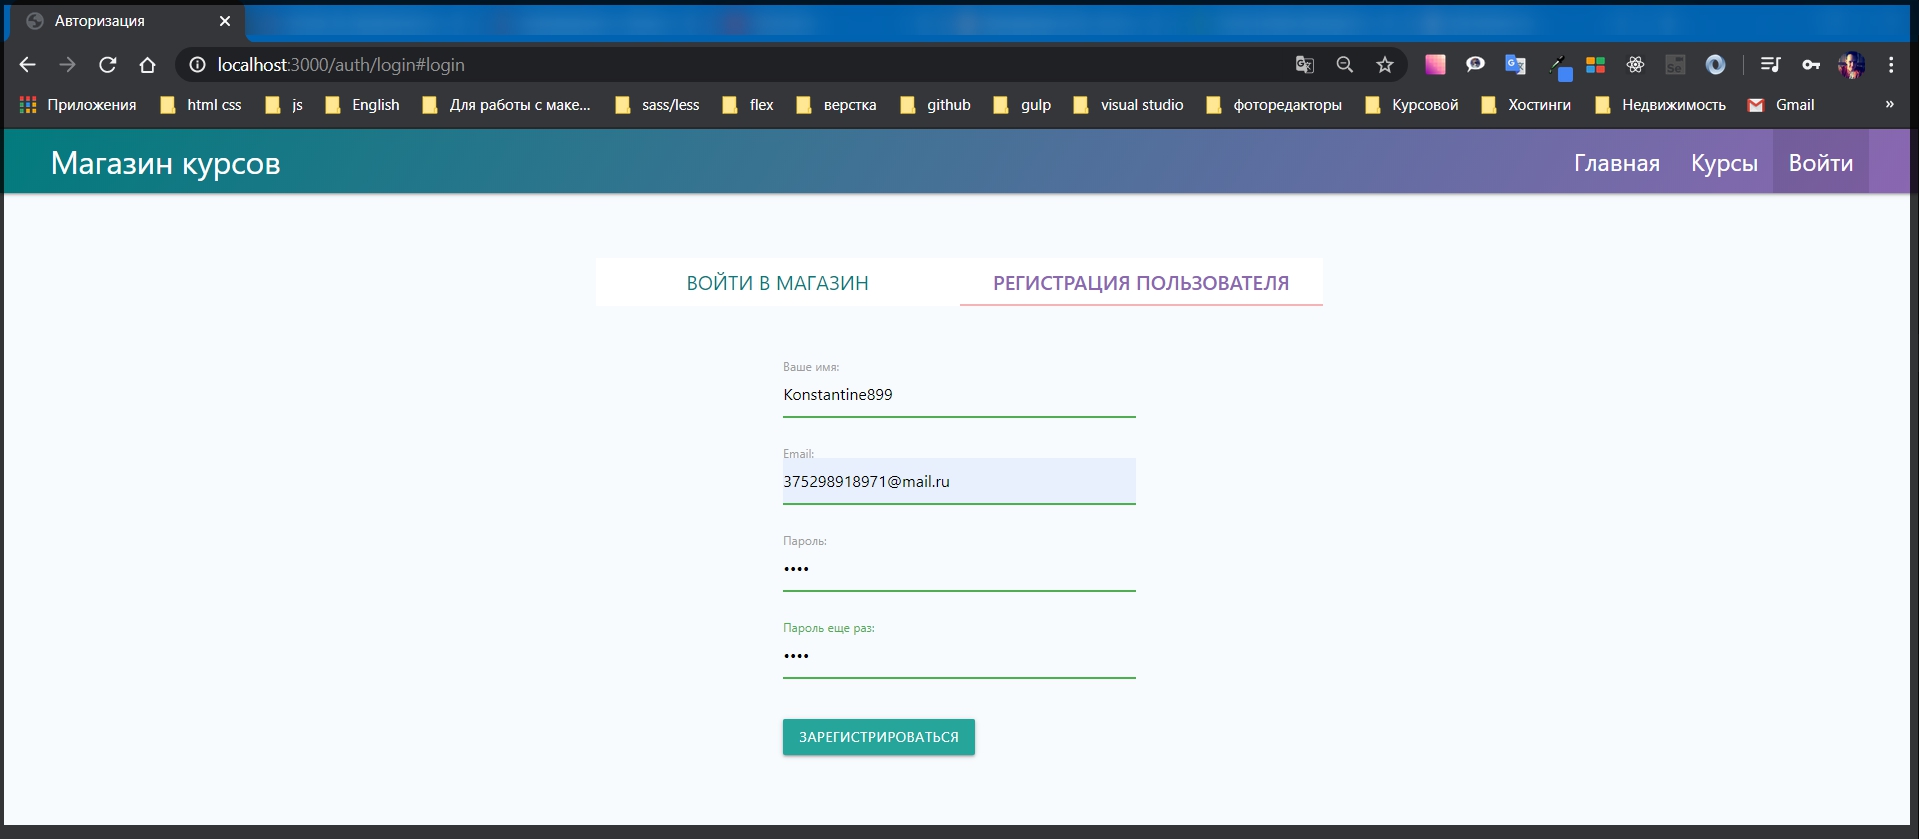 Авторизация
localhost:3000/auth/login#login
Приложения html css js English Для работы с маке... sass/less flex верстка github gulp visual studio фоторедакторы Курсовой Хостинги Недвижимость Gmail »
Магазин курсов Главная Курсы Войти
ВОЙТИ В МАГАЗИН РЕГИСТРАЦИЯ ПОЛЬЗОВАТЕЛЯ
Ваше имя:
Konstantine899
Email:
375298918971@mail.ru
Пароль:
••••
Пароль еще раз:
••••
ЗАРЕГИСТРИРОВАТЬСЯ